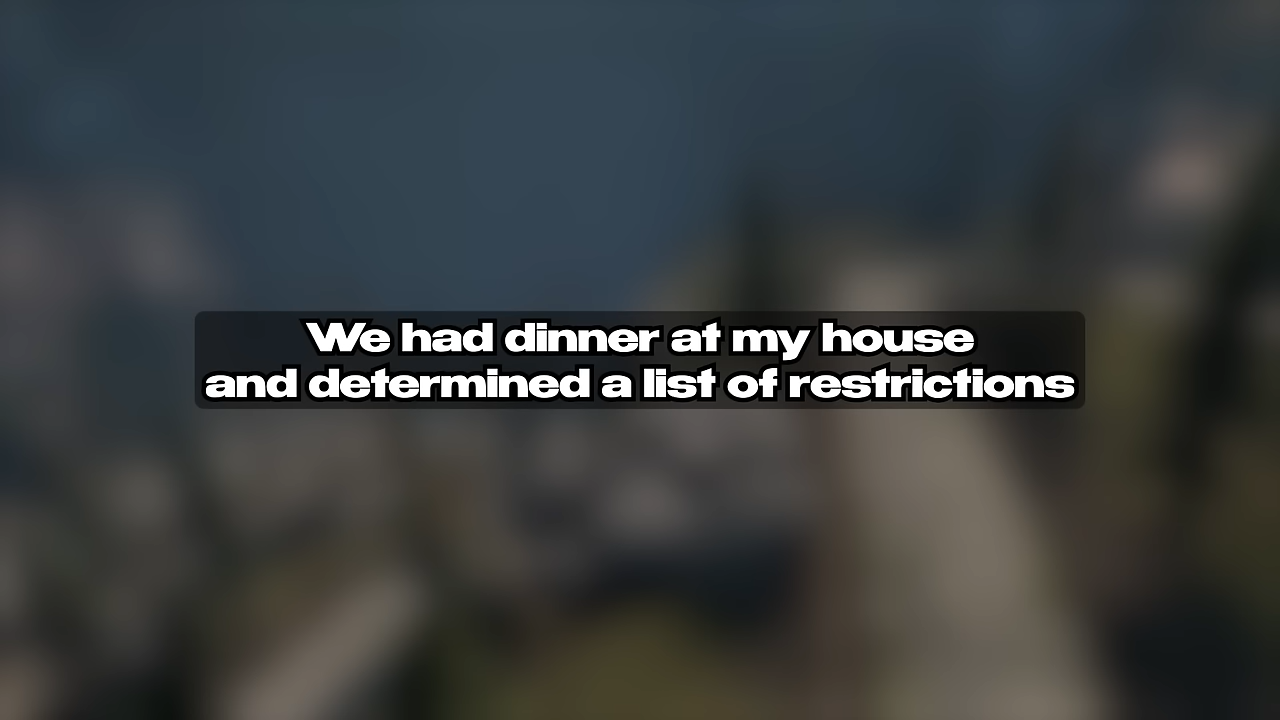 We had dinner at my house
and determined a list of restrictions